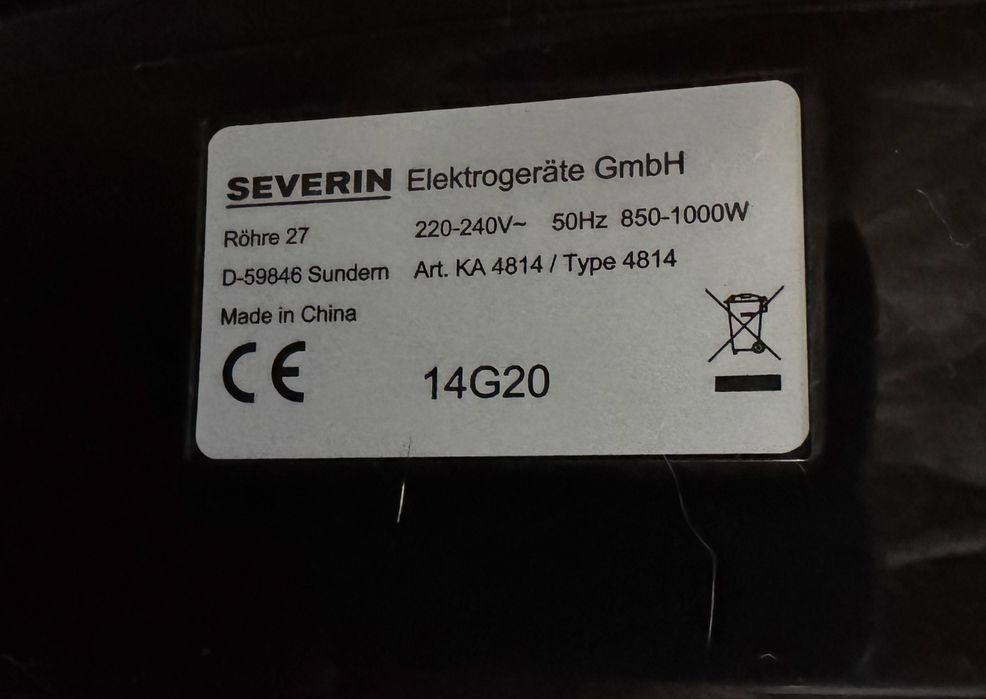 SEVERIN Elektrogeräte GmbH
Röhre 27 220-240V~ 50Hz 850-1000W
D-59846 Sundern Art. KA 4814 / Type 4814
Made in China
CE 14G20